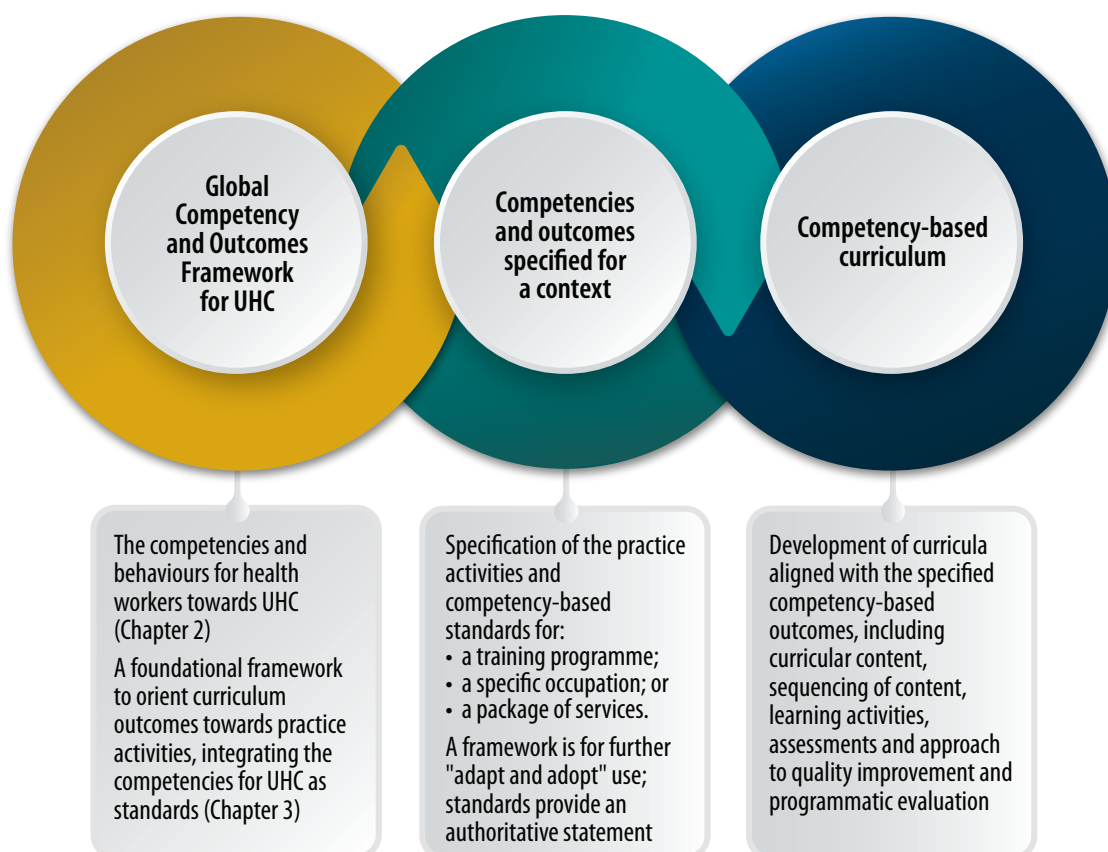 Global
Competency
and Outcomes
Framework
for UHC
Competencies
and outcomes
specified for
a context
Competency-based
curriculum
The competencies and
behaviours for health
workers towards UHC
(Chapter 2)
A foundational framework
to orient curriculum
outcomes towards practice
activities, integrating the
competencies for UHC as
standards (Chapter 3)
Specification of the practice
activities and
competency-based
standards for:
• a training programme;
• a specific occupation; or
• a package of services.
A framework is for further
"adapt and adopt" use;
standards provide an
authoritative statement
Development of curricula
aligned with the specified
competency-based
outcomes, including
curricular content,
sequencing of content,
learning activities,
assessments and approach
to quality improvement and
programmatic evaluation